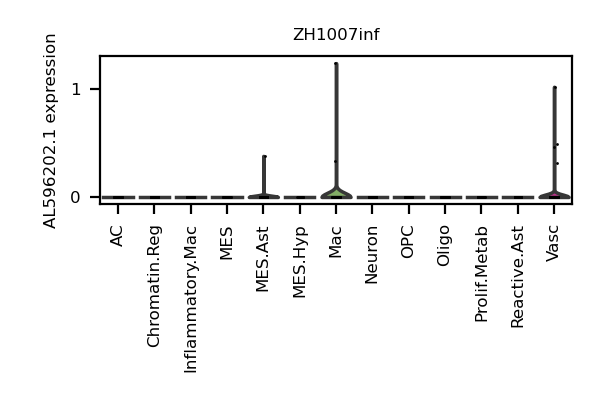 ZH1007inf
AL596202.1 expression
1
0
AC
Chromatin.Reg
Inflammatory.Mac
MES
MES.Ast
MES.Hyp
Mac
Neuron
OPC
Oligo
Prolif.Metab
Reactive.Ast
Vasc